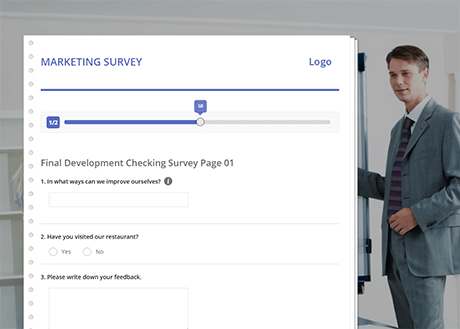 MARKETING SURVEY
Logo
50
1/2
Final Development Checking Survey Page 01
1. In what ways can we improve ourselves? i
2. Have you visited our restaurant?
Yes No
3. Please write down your feedback.